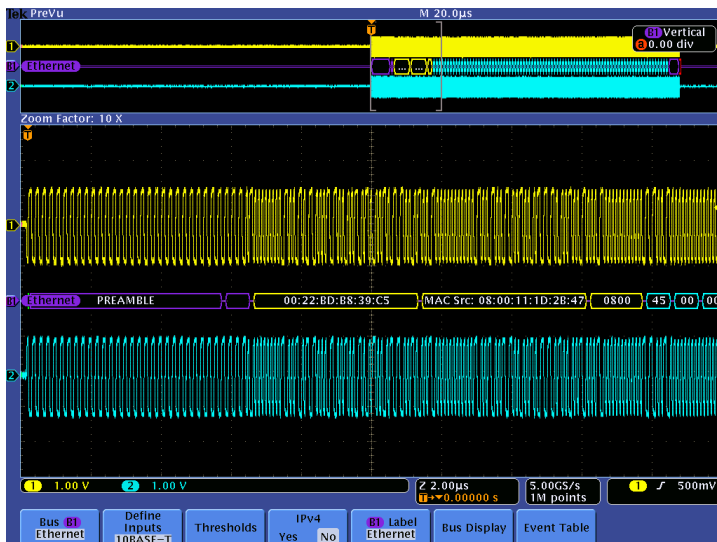 Tek PreVu M 20.0µs
T
1
B1 Vertical
a 0.00 div
B1 Ethernet ... ...
2
Zoom Factor: 10 X
T
1
B1 Ethernet PREAMBLE 00:22:BD:B8:39:C5 MAC Src: 08:00:11:1D:2B:47 0800 45 00 00
2
1 1.00 V 2 1.00 V Z 2.00µs 5.00GS/s 1 500mV
T→▼0.00000 s 1M points
Bus B1 Define Thresholds IPv4 B1 Label Bus Display Event Table
Ethernet Inputs Yes No Ethernet
10BASE-T